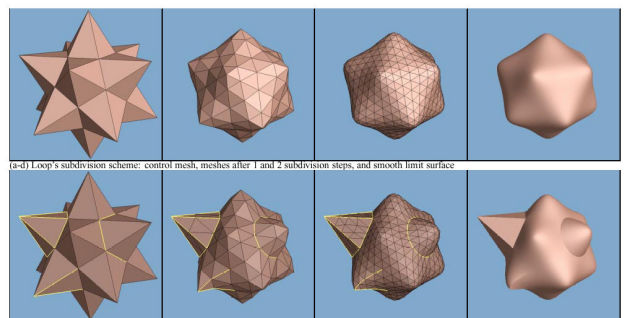 (a-d) Loop's subdivision scheme: control mesh, meshes after 1 and 2 subdivision steps, and smooth limit surface